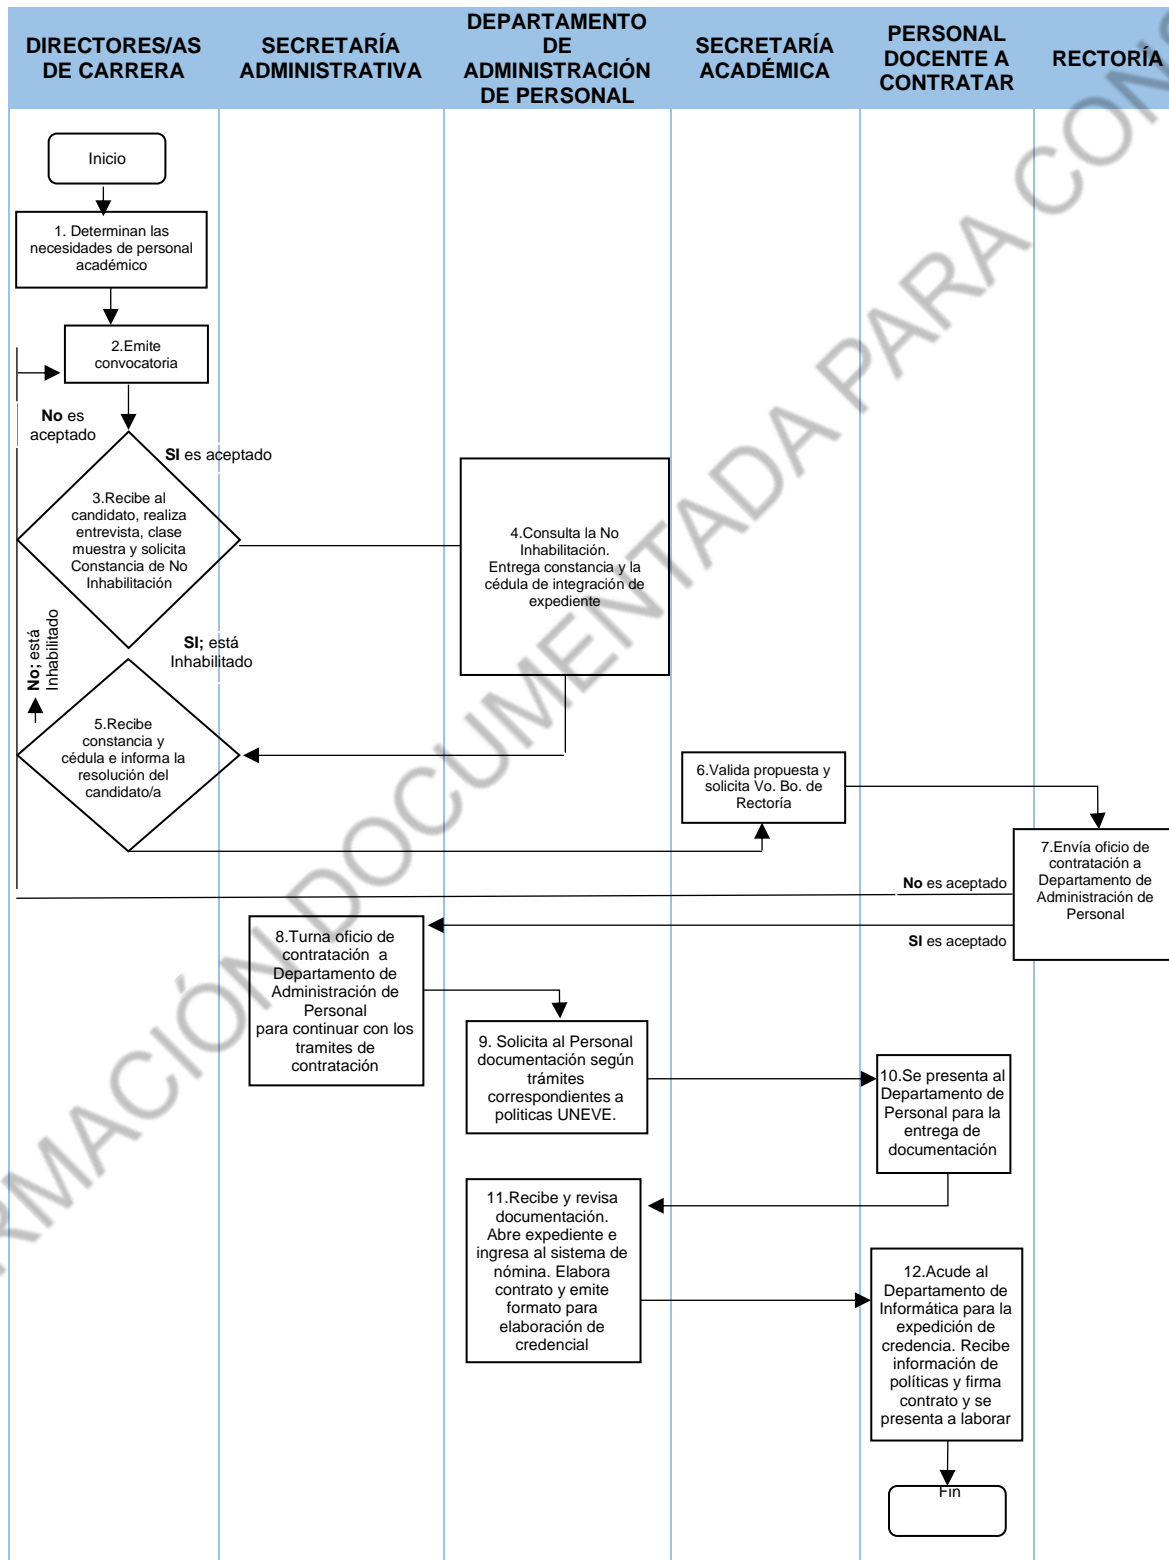 DIRECTORES/AS
DE CARRERA
SECRETARÍA
ADMINISTRATIVA
DEPARTAMENTO
DE
ADMINISTRACIÓN
DE PERSONAL
SECRETARÍA
ACADÉMICA
PERSONAL
DOCENTE A
CONTRATAR
RECTORÍA
Inicio
1. Determinan las
necesidades de personal
académico
2.Emite
convocatoria
No es
aceptado
SI es aceptado
3.Recibe al
candidato, realiza
entrevista, clase
muestra y solicita
Constancia de No
Inhabilitación
4.Consulta la No
Inhabilitación.
Entrega constancia y la
cédula de integración de
expediente
No; está
Inhabilitado
SI; está
Inhabilitado
5.Recibe
constancia y
cédula e informa la
resolución del
candidato/a
6.Valida propuesta y
solicita Vo. Bo. de
Rectoría
7.Envía oficio de
contratación a
Departamento de
Administración de
Personal
No es aceptado
SI es aceptado
8.Turna oficio de
contratación a
Departamento de
Administración de
Personal
para continuar con los
tramites de
contratación
9. Solicita al Personal
documentación según
trámites
correspondientes a
politicas UNEVE.
10.Se presenta al
Departamento de
Personal para la
entrega de
documentación
11.Recibe y revisa
documentación.
Abre expediente e
ingresa al sistema de
nómina. Elabora
contrato y emite
formato para
elaboración de
credencial
12.Acude al
Departamento de
Informática para la
expedición de
credencia. Recibe
información de
políticas y firma
contrato y se
presenta a laborar
Fin
RMACIÓN DOCUMENTADA PARA CONS